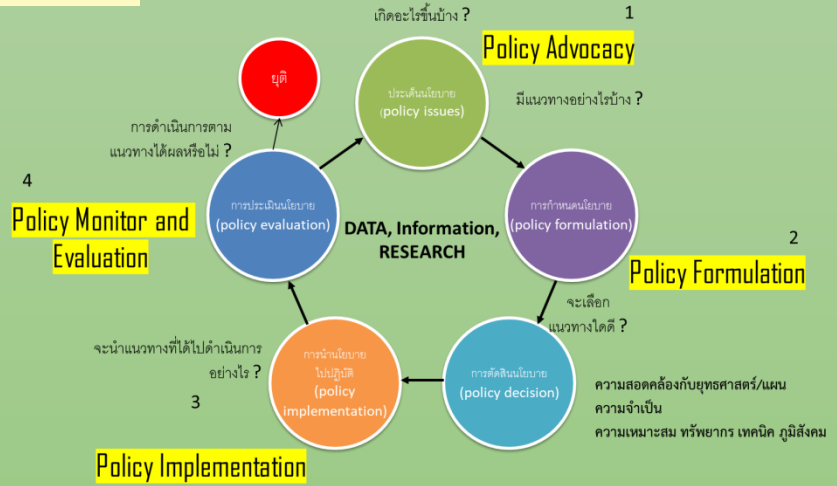 เกิดอะไรขึ้นบ้าง ?
1
Policy Advocacy
ยุติ
ประเด็นนโยบาย
(policy issues)
มีแนวทางอย่างไรบ้าง ?
การดำเนินการตาม
แนวทางได้ผลหรือไม่ ?
4
Policy Monitor and
Evaluation
การประเมินนโยบาย
(policy evaluation)
DATA, Information,
RESEARCH
การกำหนดนโยบาย
(policy formulation)
2
Policy Formulation
จะเลือก
แนวทางใดดี ?
จะนำแนวทางที่ได้ไปดำเนินการ
อย่างไร ?
3
Policy Implementation
การนำนโยบาย
ไปปฏิบัติ
(policy
implementation)
การตัดสินนโยบาย
(policy decision)
ความสอดคล้องกับยุทธศาสตร์/แผน
ความจำเป็น
ความเหมาะสม ทรัพยากร เทคนิค ภูมิสังคม